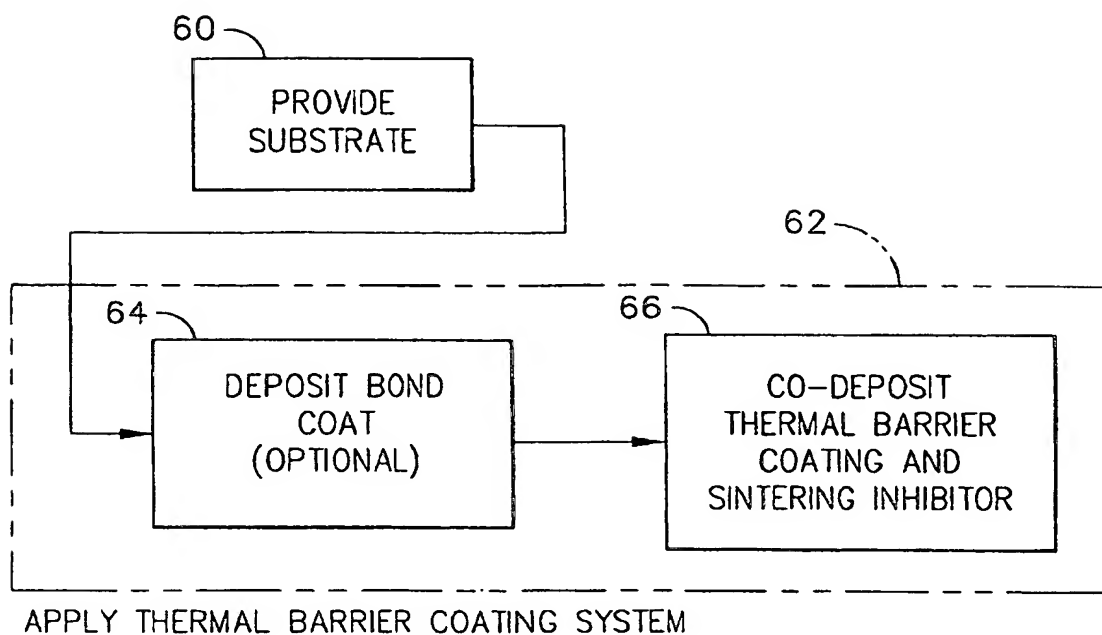 60
PROVIDE
SUBSTRATE
62
64
DEPOSIT BOND
COAT
(OPTIONAL)
66
CO-DEPOSIT
THERMAL BARRIER
COATING AND
SINTERING INHIBITOR
APPLY THERMAL BARRIER COATING SYSTEM